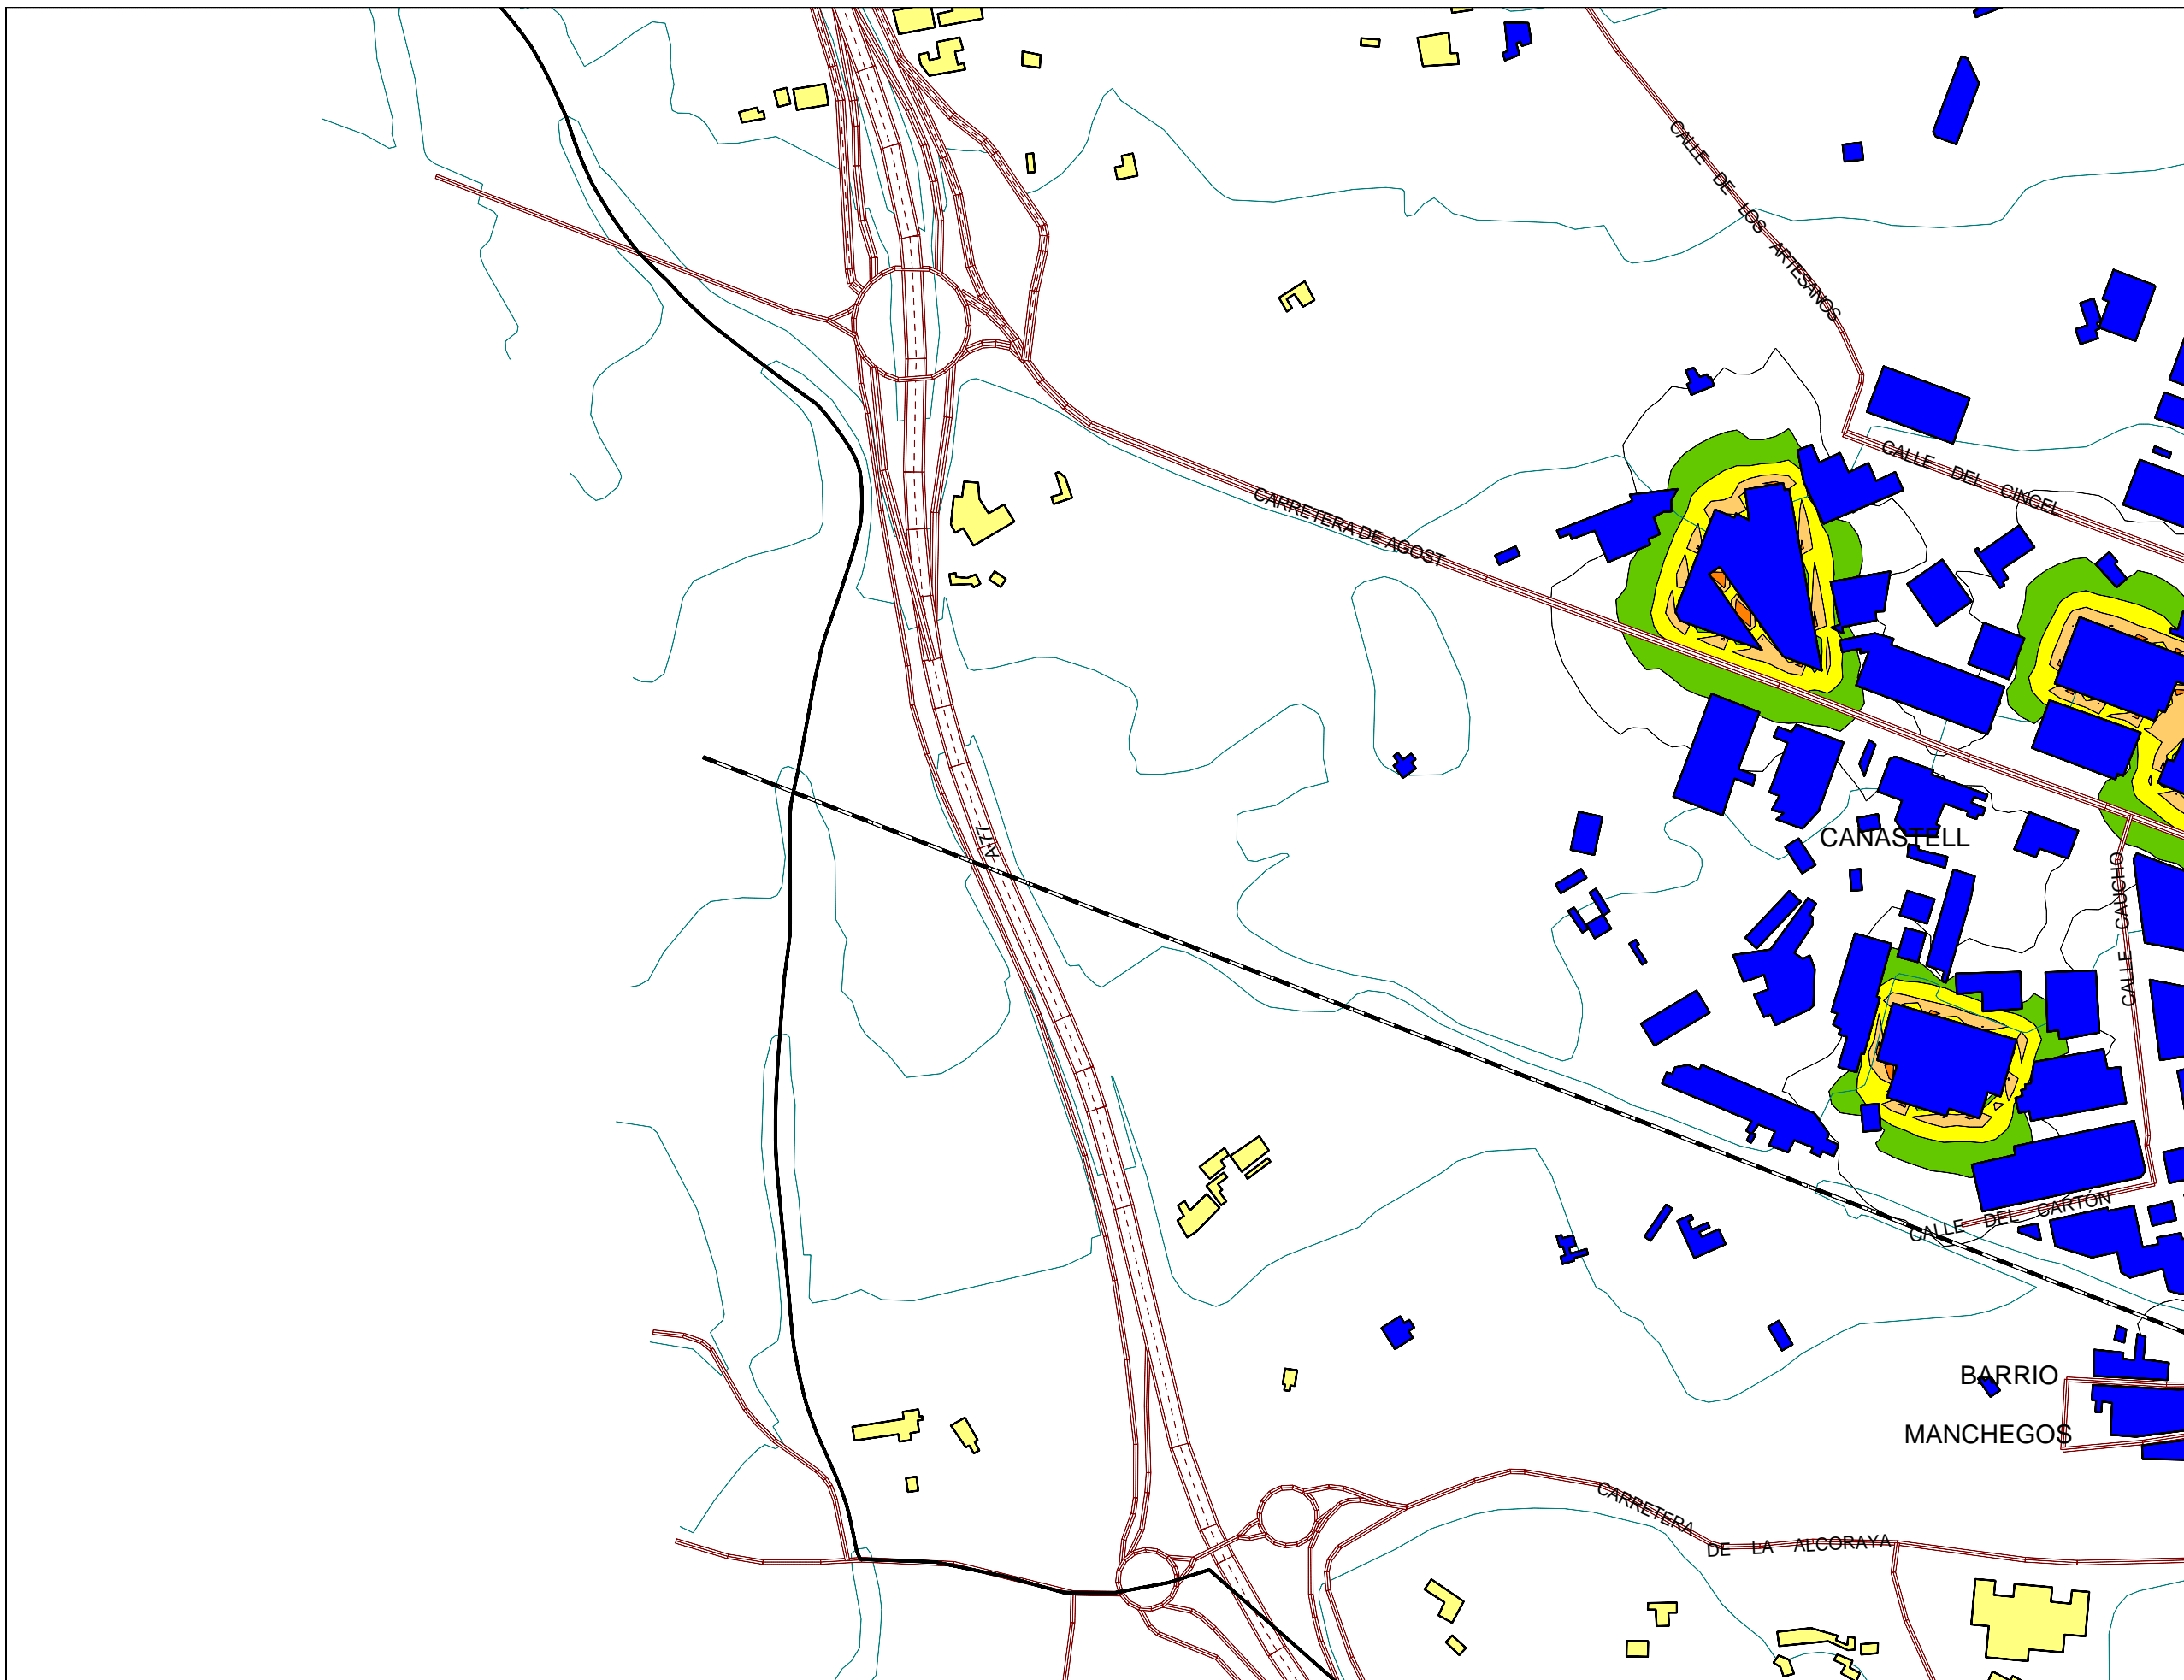 CALLE DE LOS ARTESANOS
CALLE DEL CINCEL
CARRETERA DE AGOST
A-77
CANASTELL
CALLE CAUCHO
CALLE DEL CARTON
BARRIO
MANCHEGOS
CARRETERA
DE LA ALCORAYA